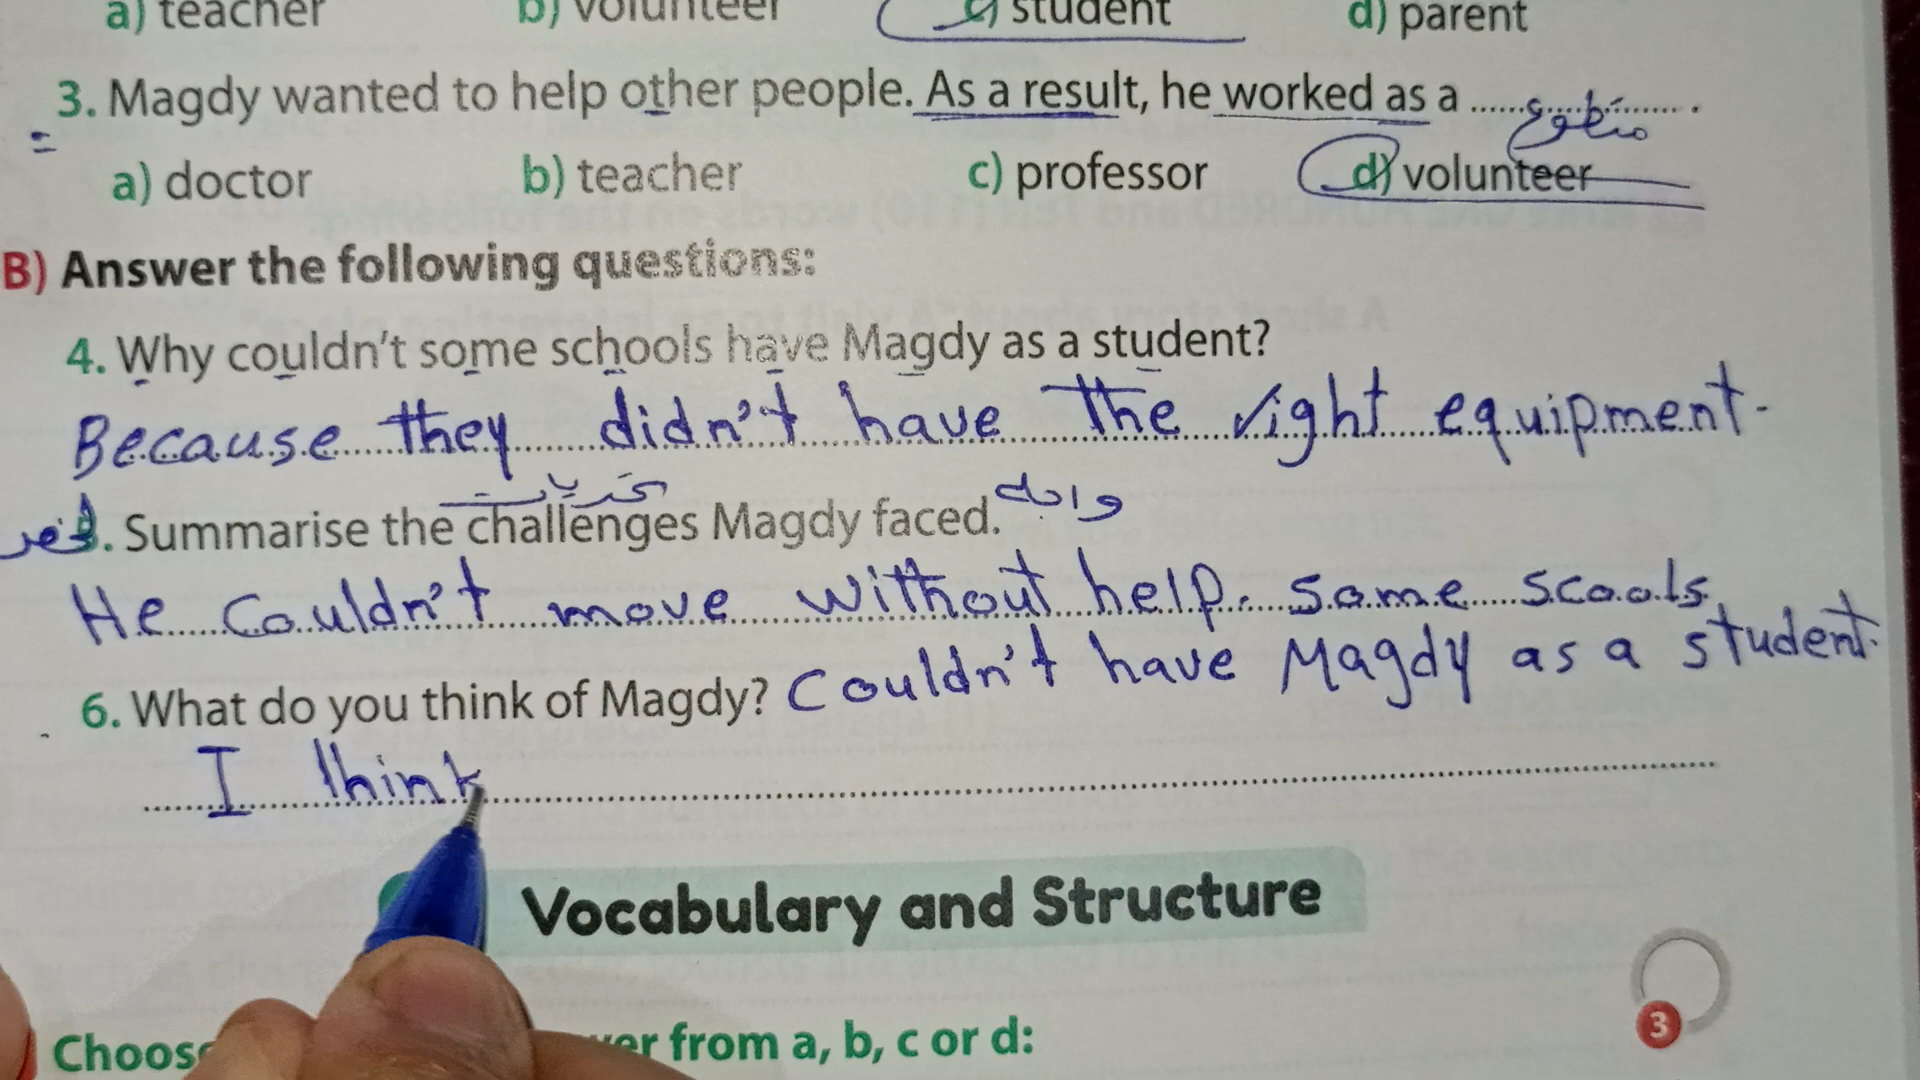 a) teacher b) volunteer c) student d) parent
3. Magdy wanted to help other people. As a result, he worked as a ............ .
متطوع
a) doctor b) teacher c) professor d) volunteer
B) Answer the following questions:
4. Why couldn't some schools have Magdy as a student?
Because they didn't have the right equipment.
تحديات
واجه
Summarise the challenges Magdy faced.
He couldn't move without help. some scools
couldn't have Magdy as a student.
6. What do you think of Magdy?
I think
Vocabulary and Structure
3
from a, b, c or d: